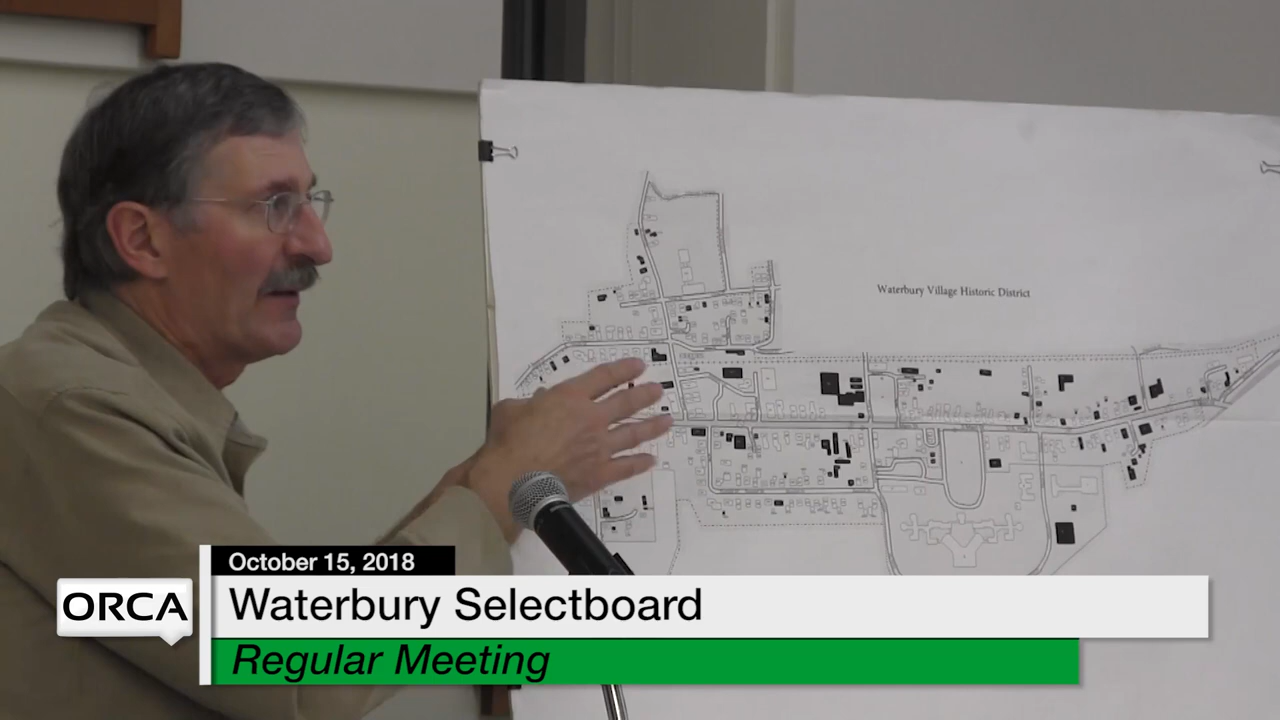 Waterbury Village Historic District
October 15, 2018
ORCA
Waterbury Selectboard
Regular Meeting